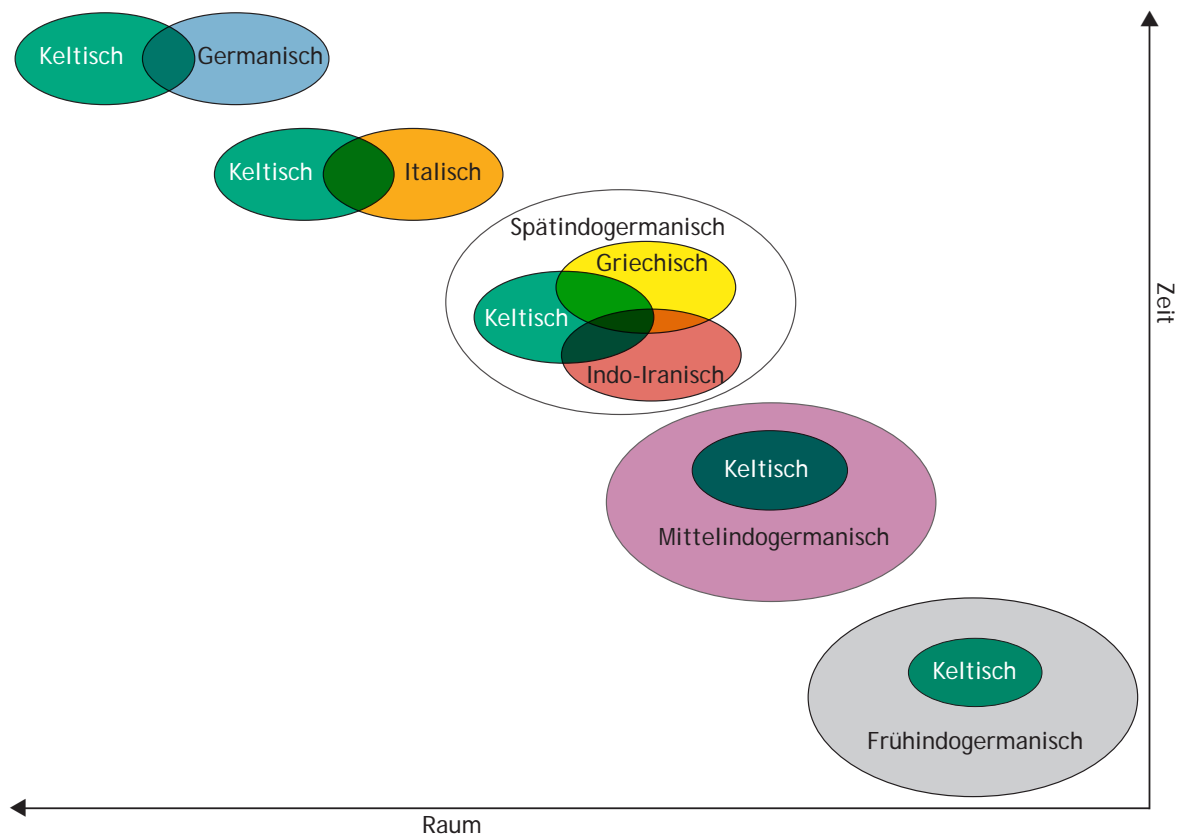 Keltisch
Germanisch
Keltisch
Italisch
Spätindogermanisch
Griechisch
Keltisch
Indo-Iranisch
Zeit
Keltisch
Mittelindogermanisch
Keltisch
Frühindogermanisch
Raum